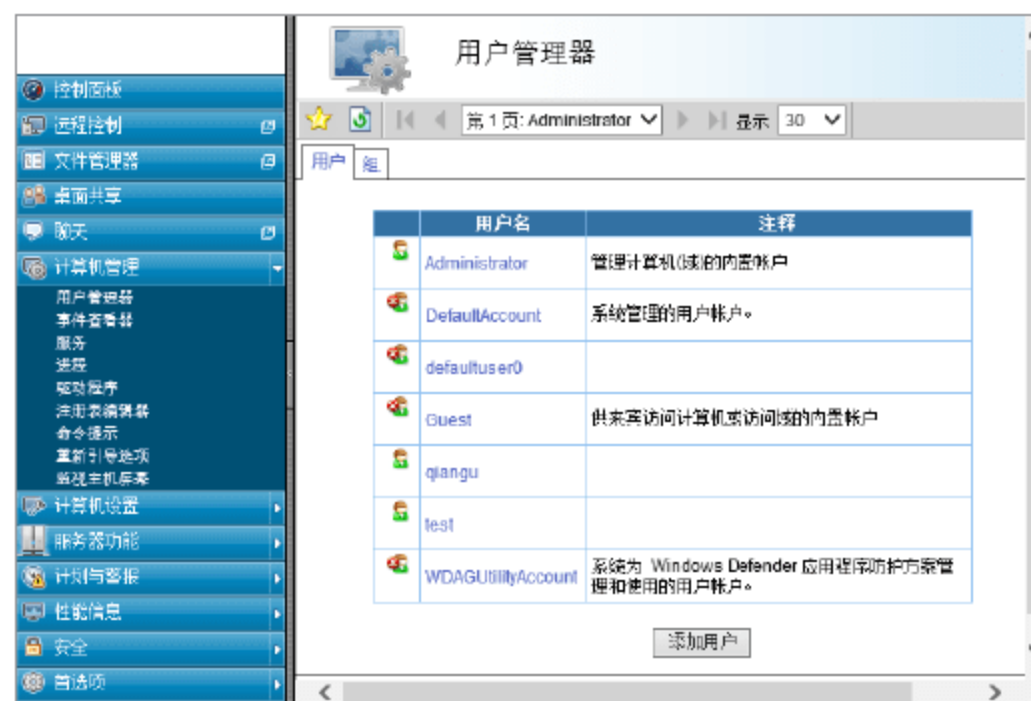 用户管理器
控制面板
远程控制
文件管理器
桌面共享
聊天
计算机管理
用户管理器
事件查看器
服务
进程
驱动程序
注册表编辑器
命令提示
重新引导选项
监视主机屏幕
计算机设置
服务器功能
计划与警报
性能信息
安全
首选项
第 1 页: Administrator
显示 30
用户 组
用户名 注释
Administrator 管理计算机(域)的内置帐户
DefaultAccount 系统管理的用户帐户。
defaultuser0
Guest 供来宾访问计算机或访问域的内置帐户
qiangu
test
WDAGUtilityAccount 系统为 Windows Defender 应用程序防护方案管
理和使用的用户帐户。
添加用户